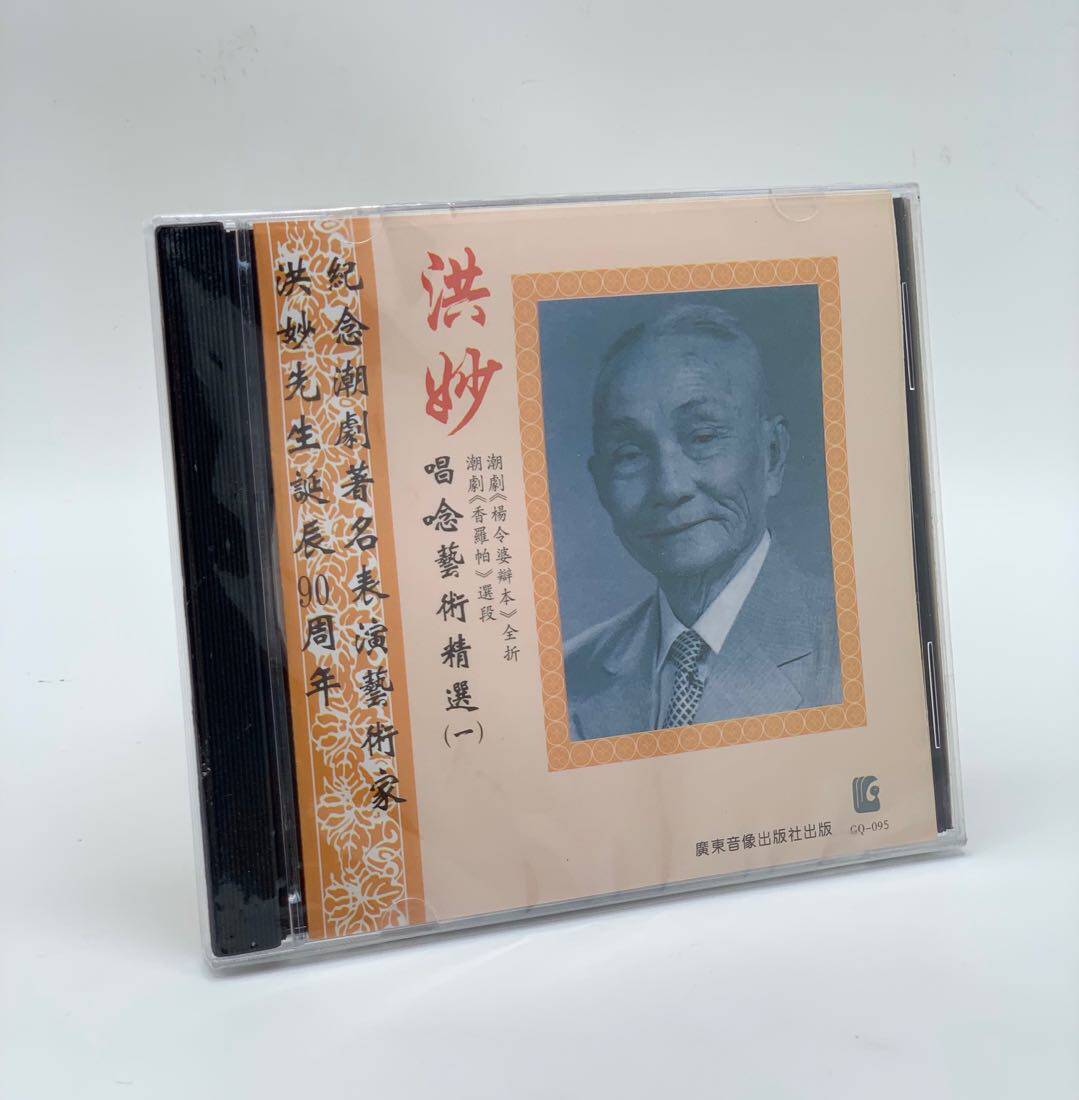 紀念潮劇著名表演藝術家
洪妙先生誕辰90周年
洪妙
唱唸藝術精選(一)
潮劇《楊令婆辯本》全折
潮劇《香羅帕》選段
廣東音像出版社出版
GQ-095